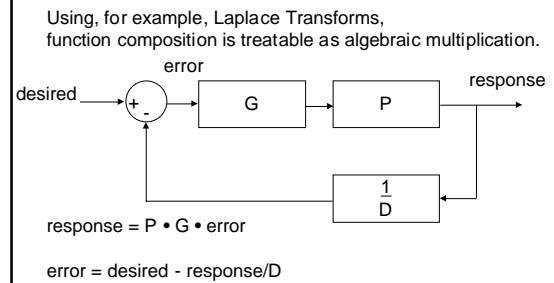 Using, for example, Laplace Transforms,
function composition is treatable as algebraic multiplication.
error
desired
response
+
-
G
P
1
D
response = P • G • error
error = desired - response/D